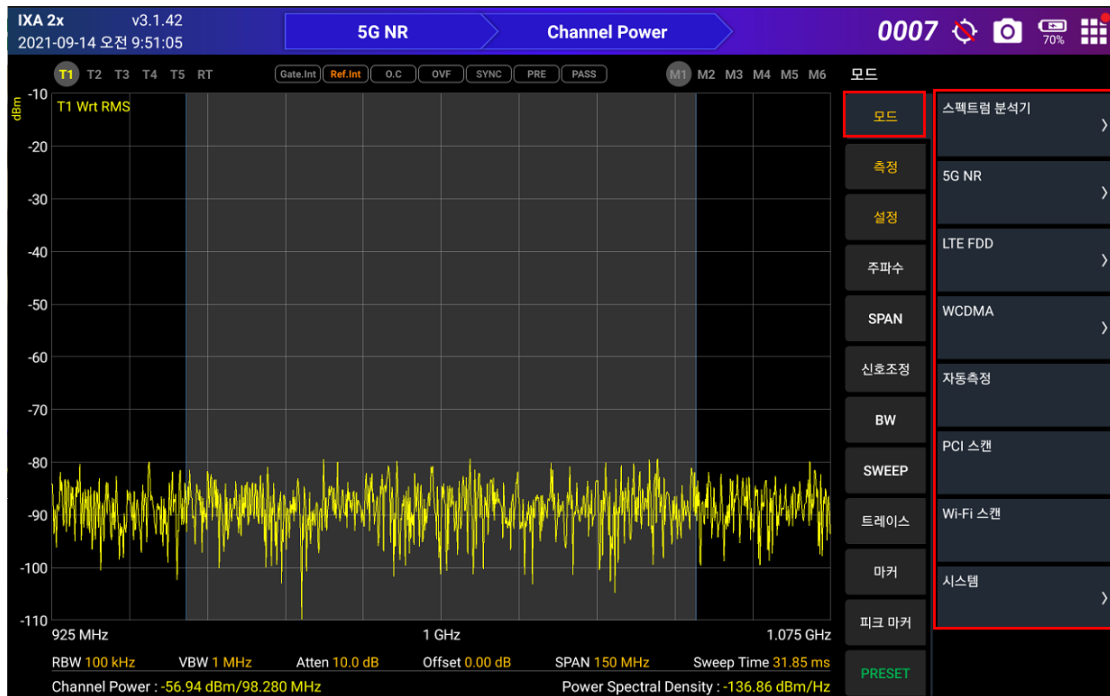 IXA 2x v3.1.42
2021-09-14 오전 9:51:05
5G NR
Channel Power
0007
70%
T1 T2 T3 T4 T5 RT
Gate.Int Ref.Int O.C OVF SYNC PRE PASS
M1 M2 M3 M4 M5 M6
dBm
T1 Wrt RMS
-10
-20
-30
-40
-50
-60
-70
-80
-90
-100
-110
925 MHz 1 GHz 1.075 GHz
RBW 100 kHz VBW 1 MHz Atten 10.0 dB Offset 0.00 dB SPAN 150 MHz Sweep Time 31.85 ms
Channel Power : -56.94 dBm/98.280 MHz Power Spectral Density : -136.86 dBm/Hz
모드
모드
측정
설정
주파수
SPAN
신호조정
BW
SWEEP
트레이스
마커
피크 마커
PRESET
스펙트럼 분석기
5G NR
LTE FDD
WCDMA
자동측정
PCI 스캔
Wi-Fi 스캔
시스템